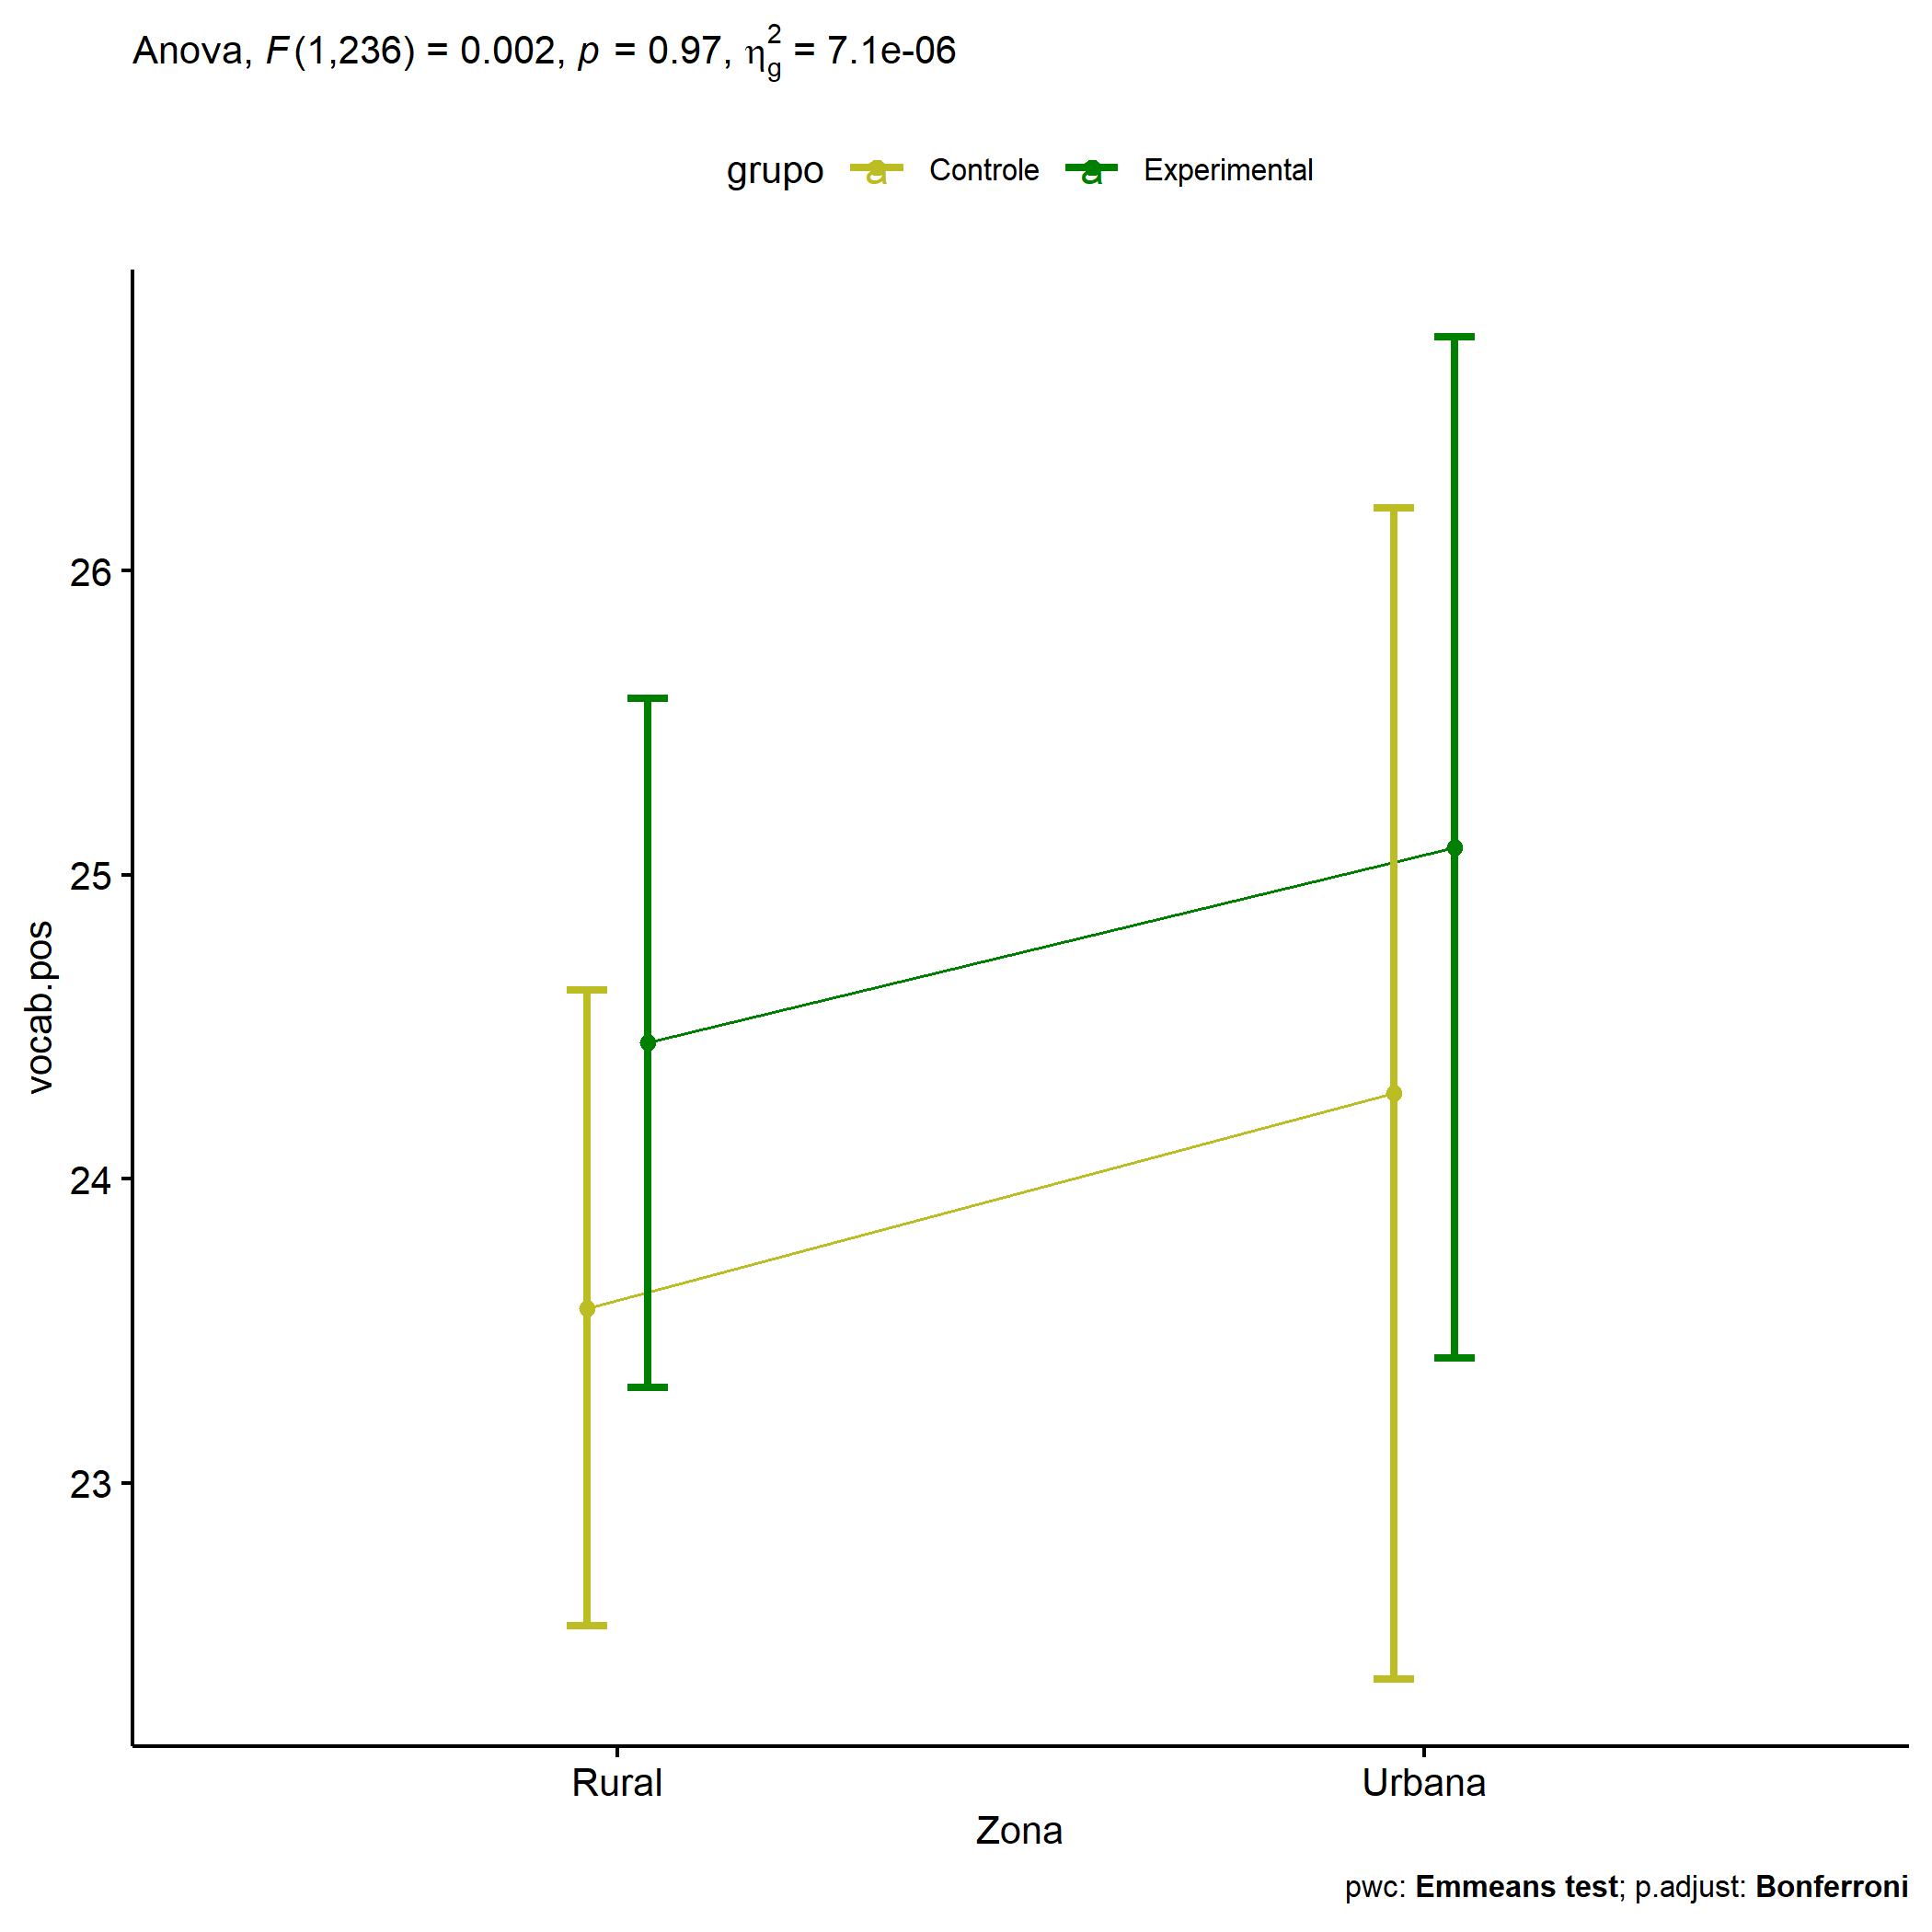 Anova, F(1,236) = 0.002, p = 0.97, η²g = 7.1e-06
grupo a Controle a Experimental
26
25
24
23
vocab.pos
Rural Urbana
Zona
pwc: Emmeans test; p.adjust: Bonferroni